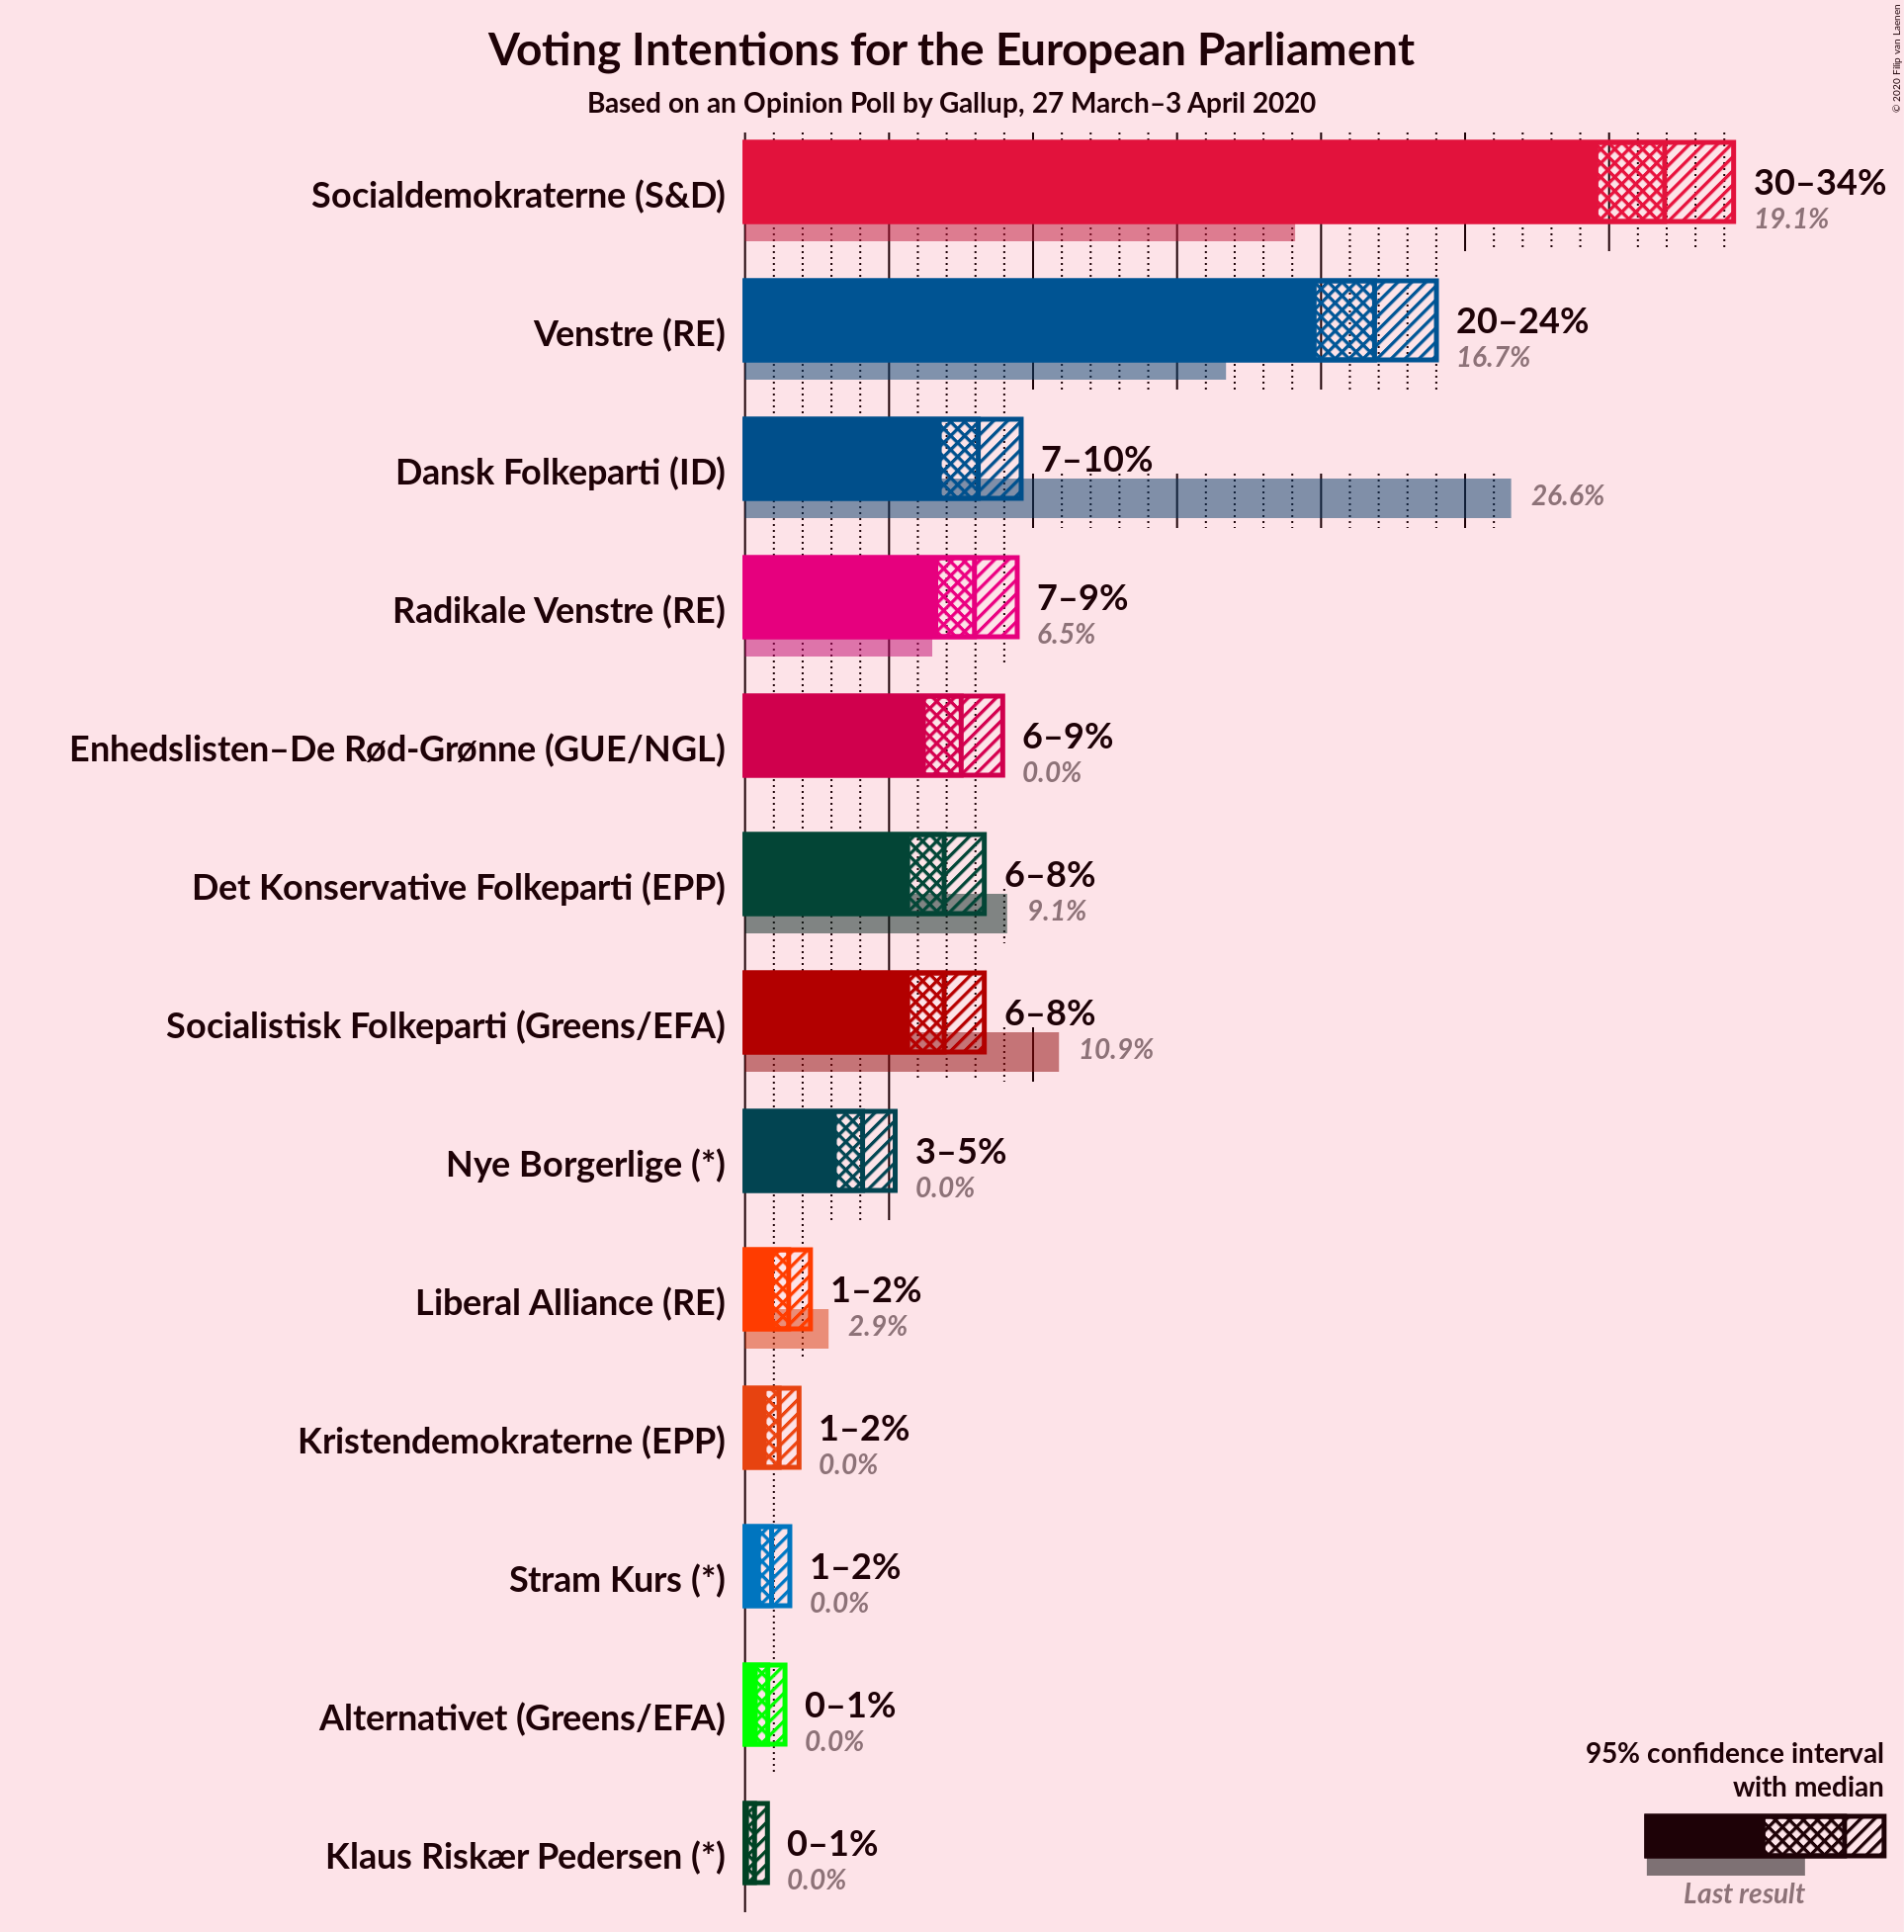 Voting Intentions for the European Parliament
Based on an Opinion Poll by Gallup, 27 March–3 April 2020
© 2020 Filip van Laenen
Socialdemokraterne (S&D)
30–34%
19.1%
Venstre (RE)
20–24%
16.7%
Dansk Folkeparti (ID)
7–10%
26.6%
Radikale Venstre (RE)
7–9%
6.5%
Enhedslisten–De Rød-Grønne (GUE/NGL)
6–9%
0.0%
Det Konservative Folkeparti (EPP)
6–8%
9.1%
Socialistisk Folkeparti (Greens/EFA)
6–8%
10.9%
Nye Borgerlige (*)
3–5%
0.0%
Liberal Alliance (RE)
1–2%
2.9%
Kristendemokraterne (EPP)
1–2%
0.0%
Stram Kurs (*)
1–2%
0.0%
Alternativet (Greens/EFA)
0–1%
0.0%
Klaus Riskær Pedersen (*)
0–1%
0.0%
95% confidence interval
with median
Last result